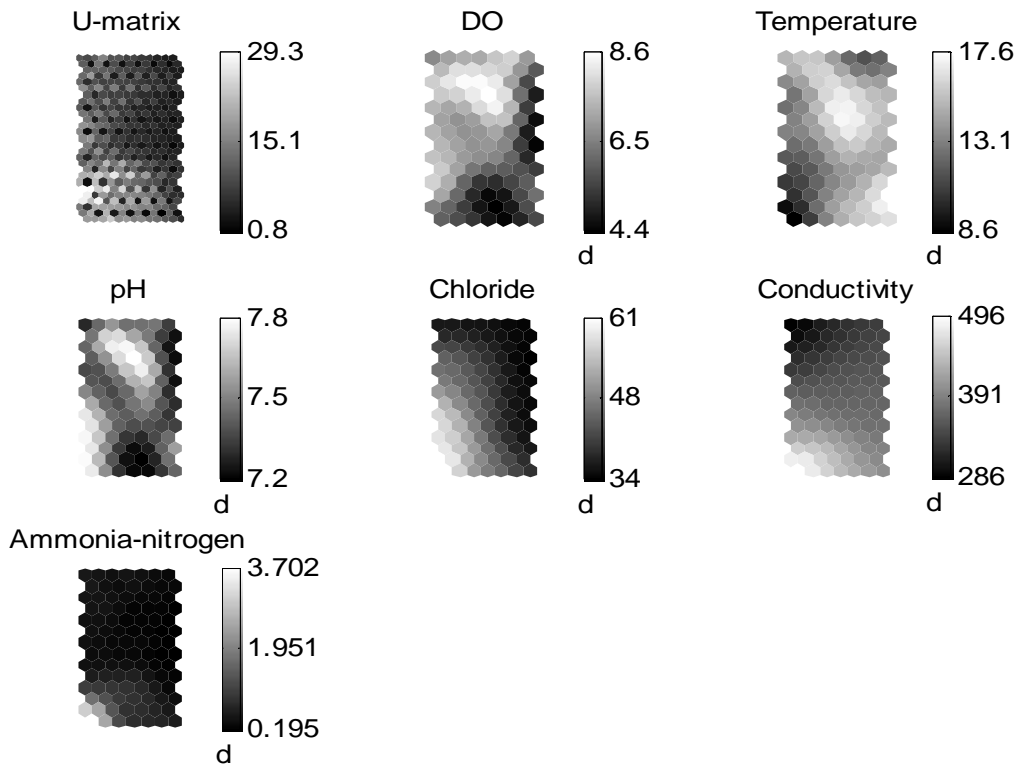 U-matrix
29.3
15.1
0.8
DO
8.6
6.5
4.4
d
Temperature
17.6
13.1
8.6
d
pH
7.8
7.5
7.2
d
Chloride
61
48
34
d
Conductivity
496
391
286
d
Ammonia-nitrogen
3.702
1.951
0.195
d